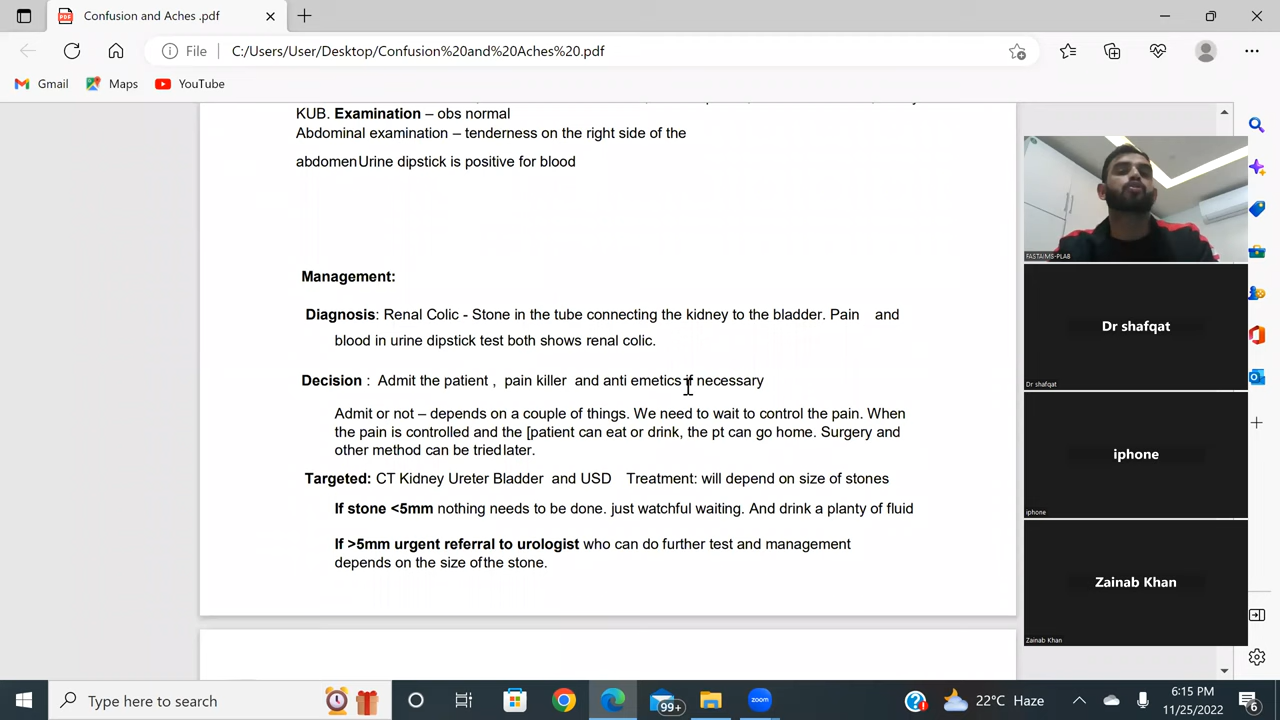 Confusion and Aches .pdf
File
C:/Users/User/Desktop/Confusion%20and%20Aches%20.pdf
Gmail
Maps
YouTube
KUB. Examination – obs normal
Abdominal examination – tenderness on the right side of the
abdomenUrine dipstick is positive for blood
Management:
Diagnosis: Renal Colic - Stone in the tube connecting the kidney to the bladder. Pain and
blood in urine dipstick test both shows renal colic.
Decision : Admit the patient , pain killer and anti emetics if necessary
Admit or not – depends on a couple of things. We need to wait to control the pain. When
the pain is controlled and the [patient can eat or drink, the pt can go home. Surgery and
other method can be triedlater.
Targeted: CT Kidney Ureter Bladder and USD Treatment: will depend on size of stones
If stone <5mm nothing needs to be done. just watchful waiting. And drink a planty of fluid
If >5mm urgent referral to urologist who can do further test and management
depends on the size ofthe stone.
FASTAIMS-PLAB
Dr shafqat
Dr shafqat
iphone
iphone
Zainab Khan
Zainab Khan
Type here to search
99+
zoom
22°C Haze
6:15 PM
11/25/2022
6